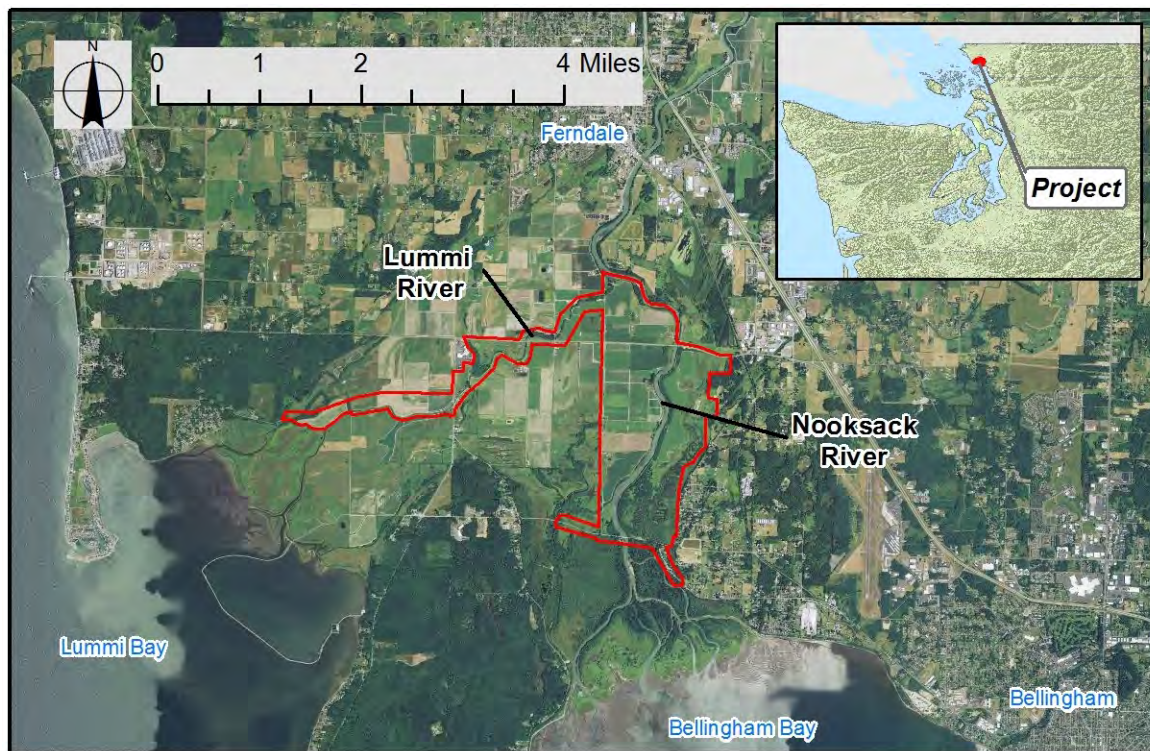 N
0 1 2 4 Miles
Ferndale
Project
Lummi
River
Nooksack
River
Lummi Bay
Bellingham
Bellingham Bay